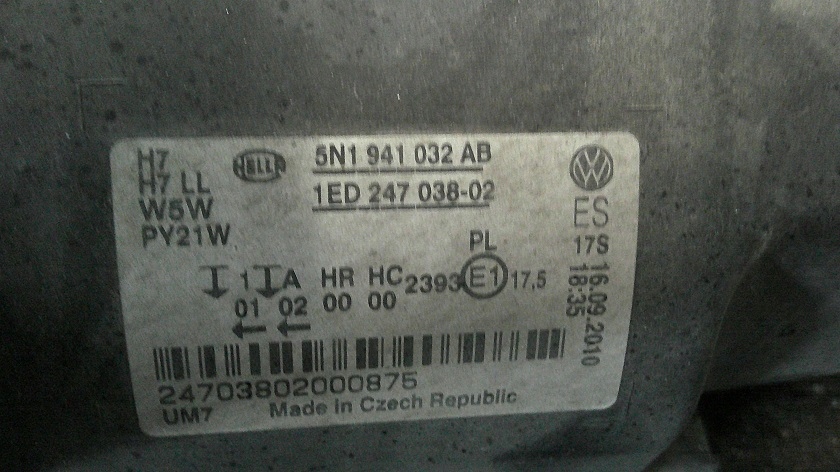 H7
H7 LL
W5W
PY21W
HELLA
5N1 941 032 AB
1ED 247 038-02
VW
ES
17S
PL
1 A HR HC 2393 E1 17,5
01 02 00 00
16.09.2010
18:35
24703802000875
UM7 Made in Czech Republic